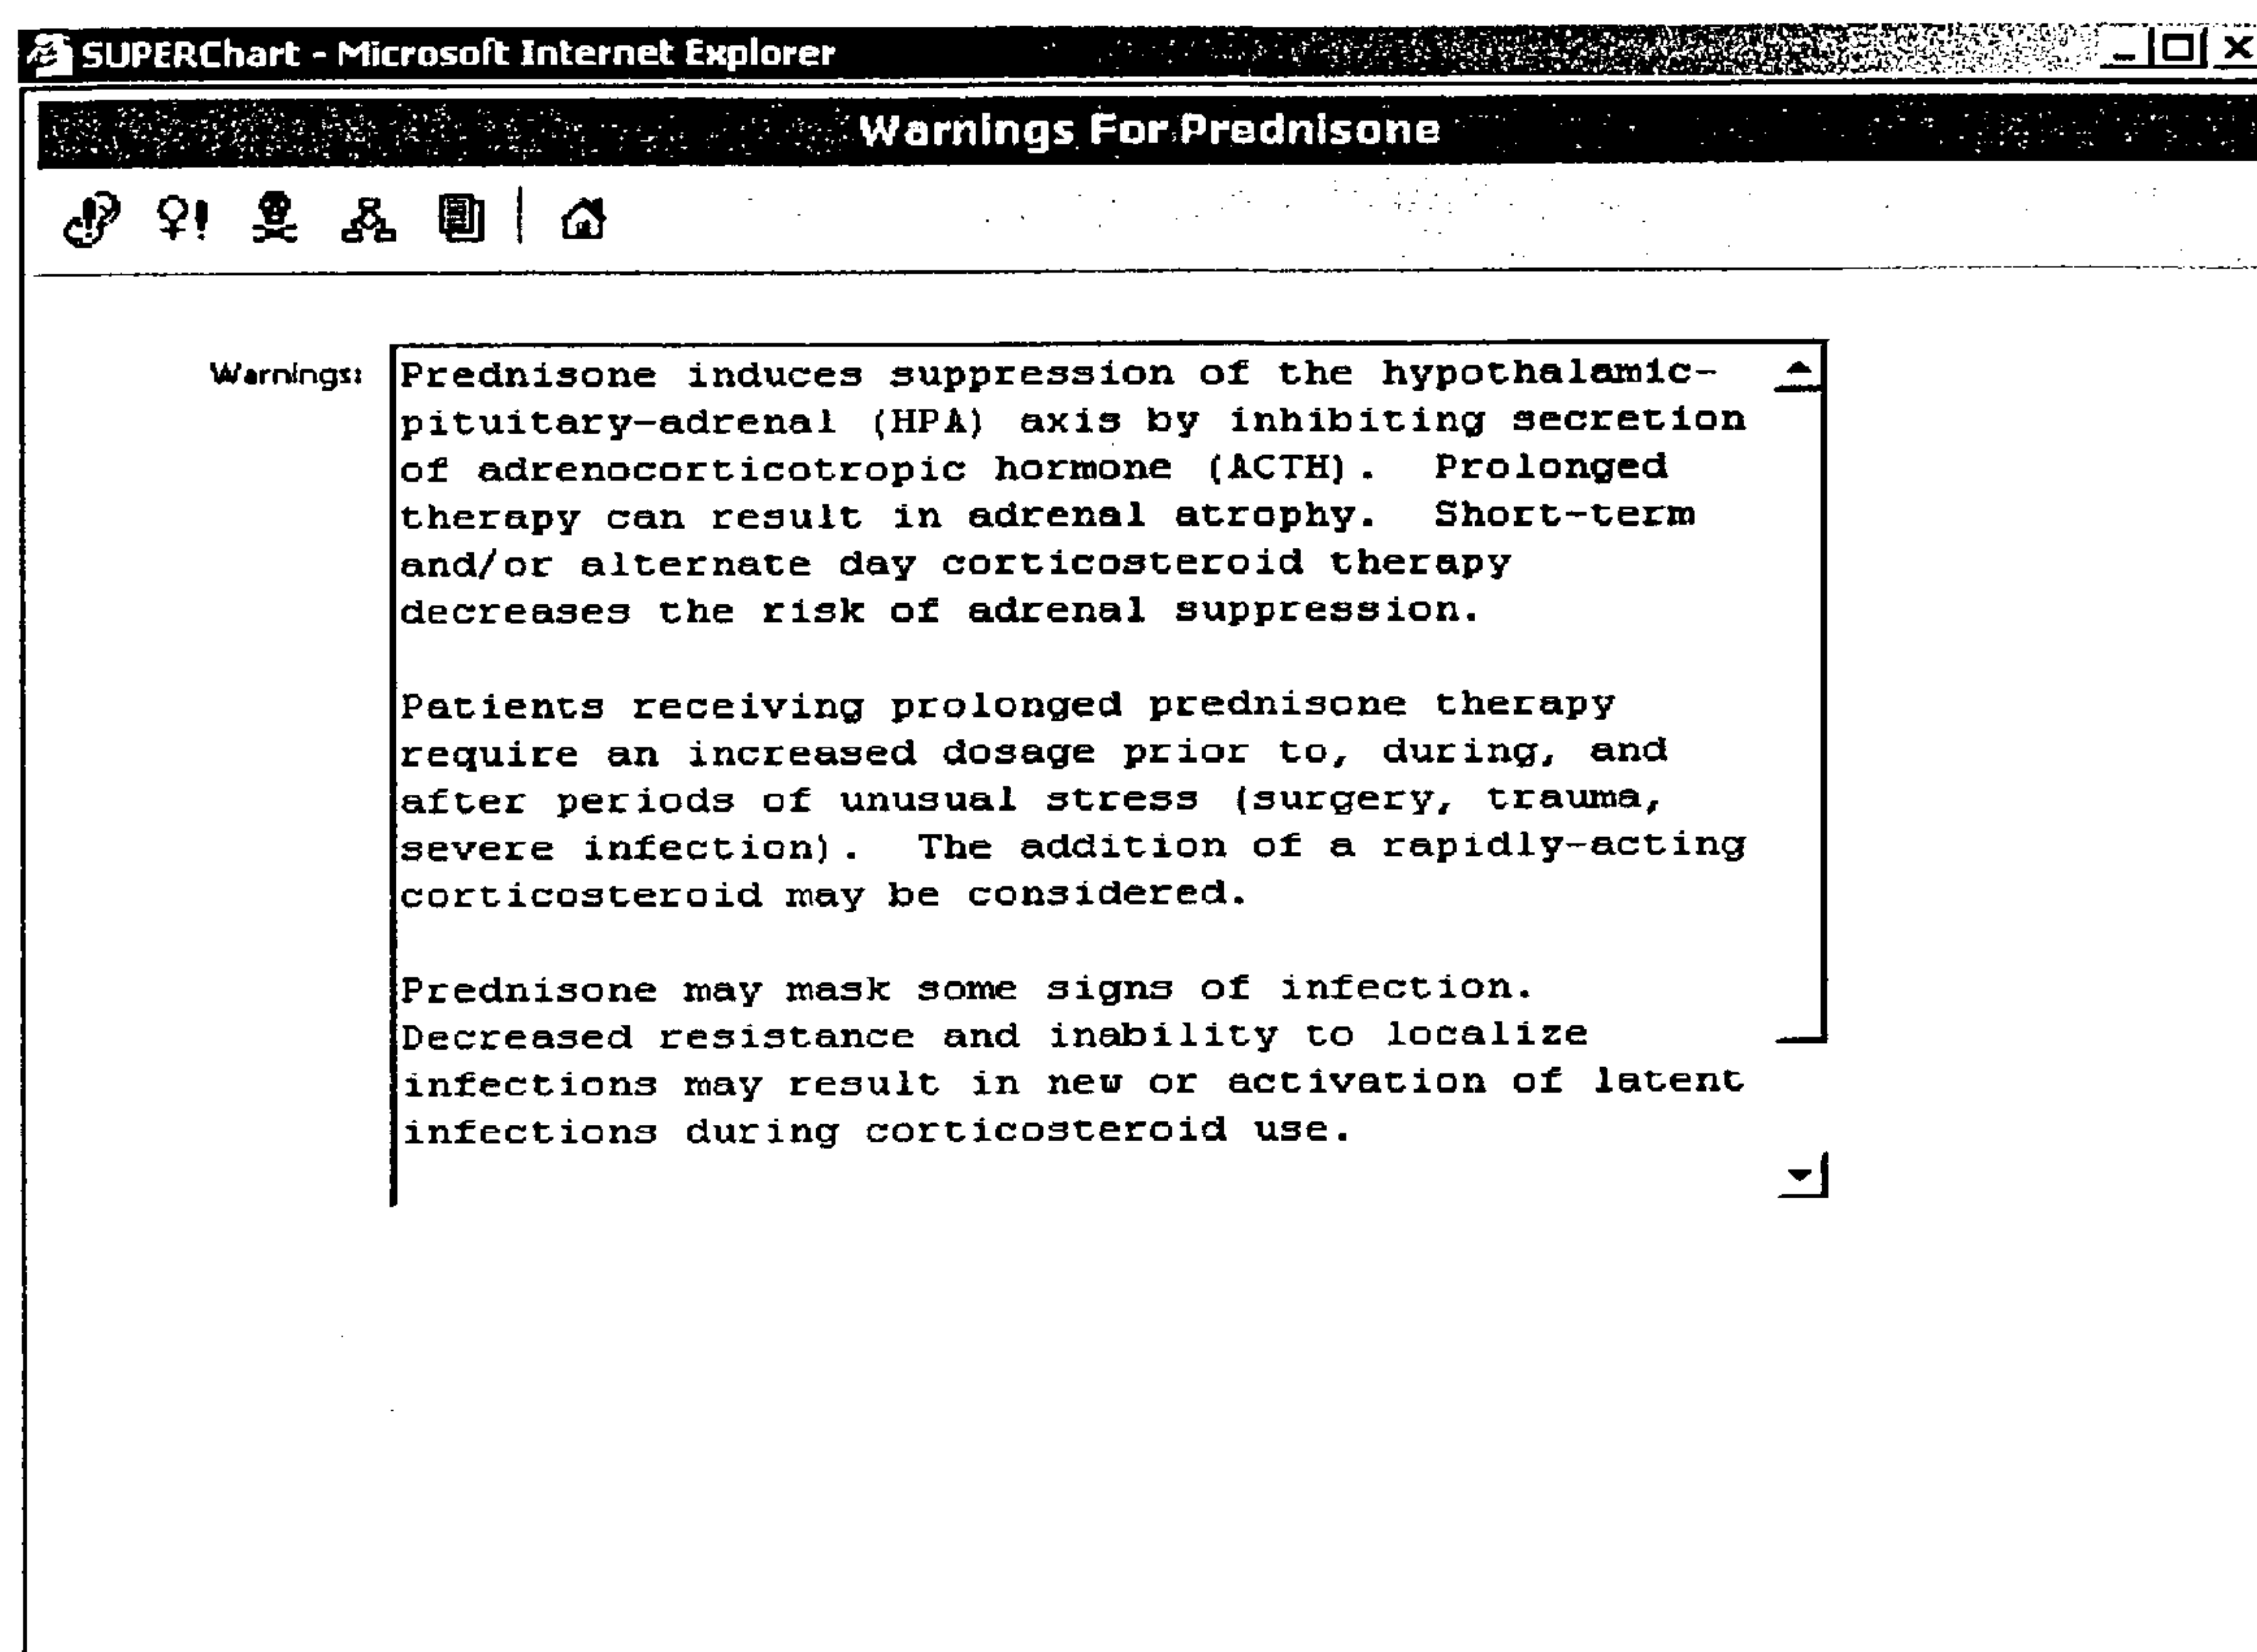 SUPERChart - Microsoft Internet Explorer
Warnings For Prednisone
Warnings:
Prednisone induces suppression of the hypothalamic-
pituitary-adrenal (HPA) axis by inhibiting secretion
of adrenocorticotropic hormone (ACTH).  Prolonged
therapy can result in adrenal atrophy.  Short-term
and/or alternate day corticosteroid therapy
decreases the risk of adrenal suppression.

Patients receiving prolonged prednisone therapy
require an increased dosage prior to, during, and
after periods of unusual stress (surgery, trauma,
severe infection).  The addition of a rapidly-acting
corticosteroid may be considered.

Prednisone may mask some signs of infection.
Decreased resistance and inability to localize
infections may result in new or activation of latent
infections during corticosteroid use.